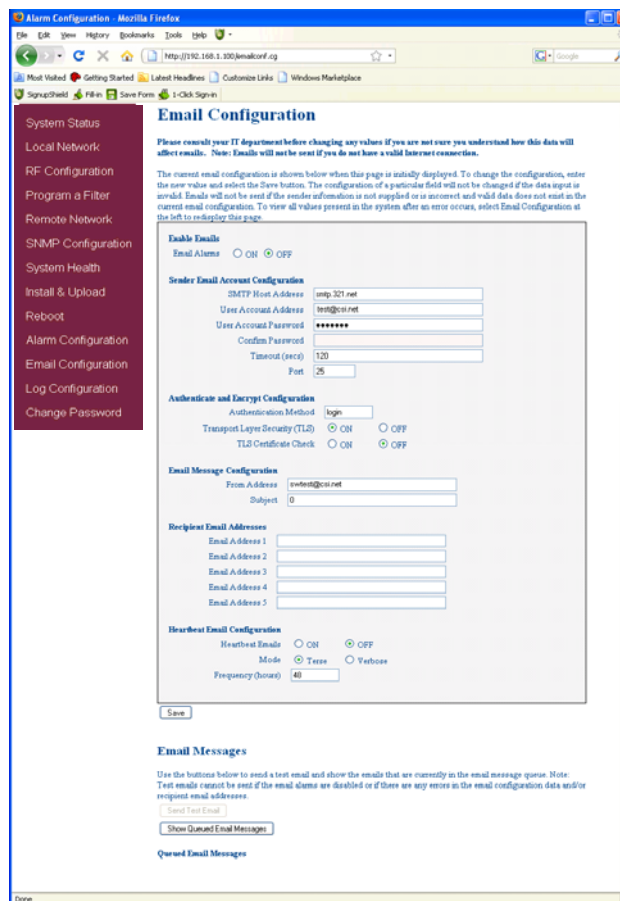 Alarm Configuration - Mozilla Firefox
File Edit View History Bookmarks Tools Help
http://192.168.1.100/emailconf.cg
Google
Most Visited Getting Started Latest Headlines Customize Links Windows Marketplace
SignupShield Fill-in Save Form 1-Click Sign-in
System Status
Local Network
RF Configuration
Program a Filter
Remote Network
SNMP Configuration
System Health
Install & Upload
Reboot
Alarm Configuration
Email Configuration
Log Configuration
Change Password
Email Configuration
Please consult your IT department before changing any values if you are not sure you understand how this data will
affect emails. Note: Emails will not be sent if you do not have a valid Internet connection.
The current email configuration is shown below when this page is initially displayed. To change the configuration, enter
the new value and select the Save button. The configuration of a particular field will not be changed if the data input is
invalid. Emails will not be sent if the sender information is not supplied or is incorrect and valid data does not exist in the
current email configuration. To view all values present in the system after an error occurs, select Email Configuration at
the left to redisplay this page.
Enable Emails
Email Alarms ON OFF
Sender Email Account Configuration
SMTP Host Address smtp.321.net
User Account Address test@csi.net
User Account Password •••••••
Confirm Password
Timeout (secs) 120
Port 25
Authenticate and Encrypt Configuration
Authentication Method login
Transport Layer Security (TLS) ON OFF
TLS Certificate Check ON OFF
Email Message Configuration
From Address swtest@csi.net
Subject 0
Recipient Email Addresses
Email Address 1
Email Address 2
Email Address 3
Email Address 4
Email Address 5
Heartbeat Email Configuration
Heartbeat Emails ON OFF
Mode Terse Verbose
Frequency (hours) 48
Save
Email Messages
Use the buttons below to send a test email and show the emails that are currently in the email message queue. Note:
Test emails cannot be sent if the email alarms are disabled or if there are any errors in the email configuration data and/or
recipient email addresses.
Send Test Email
Show Queued Email Messages
Queued Email Messages
Done